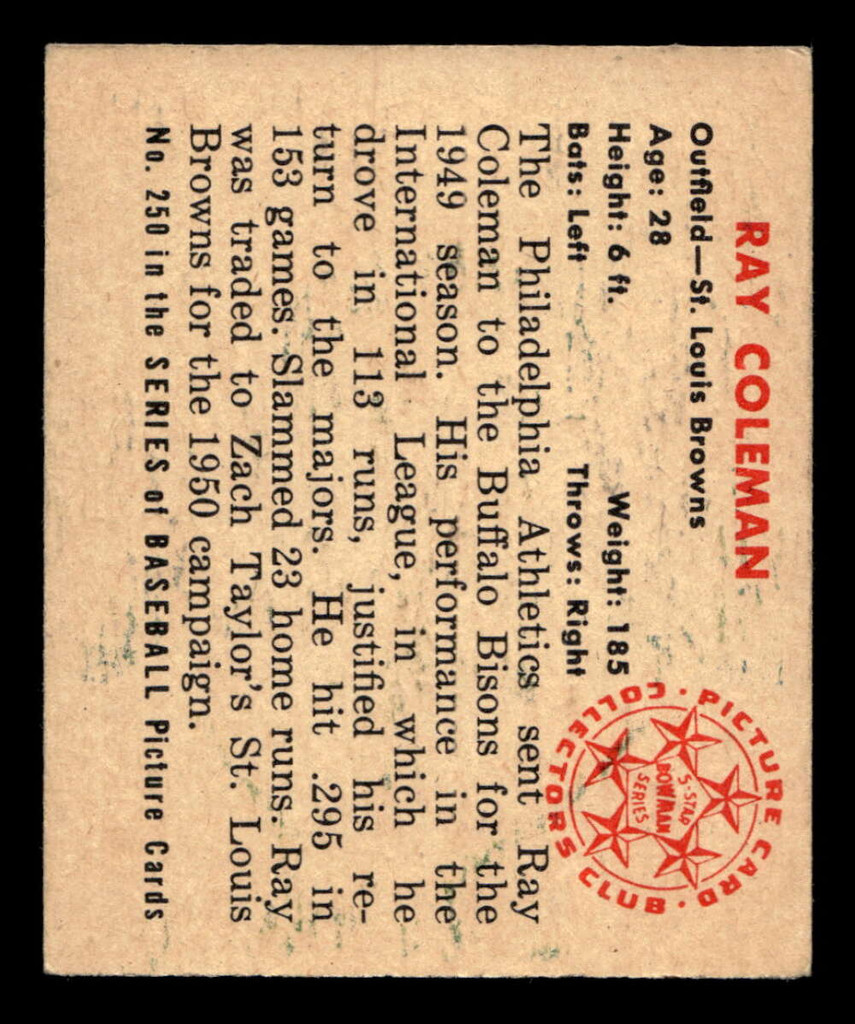 RAY COLEMAN
Outfield—St. Louis Browns
Age: 28
Height: 6 ft. Weight: 185
Bats: Left Throws: Right
PICTURE CARD · COLLECTORS CLUB ·
5-STAR
BOWMAN
SERIES
The Philadelphia Athletics sent Ray
Coleman to the Buffalo Bisons for the
1949 season. His performance in the
International League, in which he
drove in 113 runs, justified his re-
turn to the majors. He hit .295 in
153 games. Slammed 23 home runs. Ray
was traded to Zach Taylor's St. Louis
Browns for the 1950 campaign.
No. 250 in the SERIES of BASEBALL Picture Cards